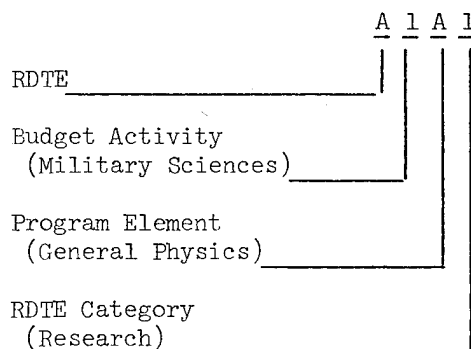 A 1 A 1
RDTE
Budget Activity
(Military Sciences)
Program Element
(General Physics)
RDTE Category
(Research)